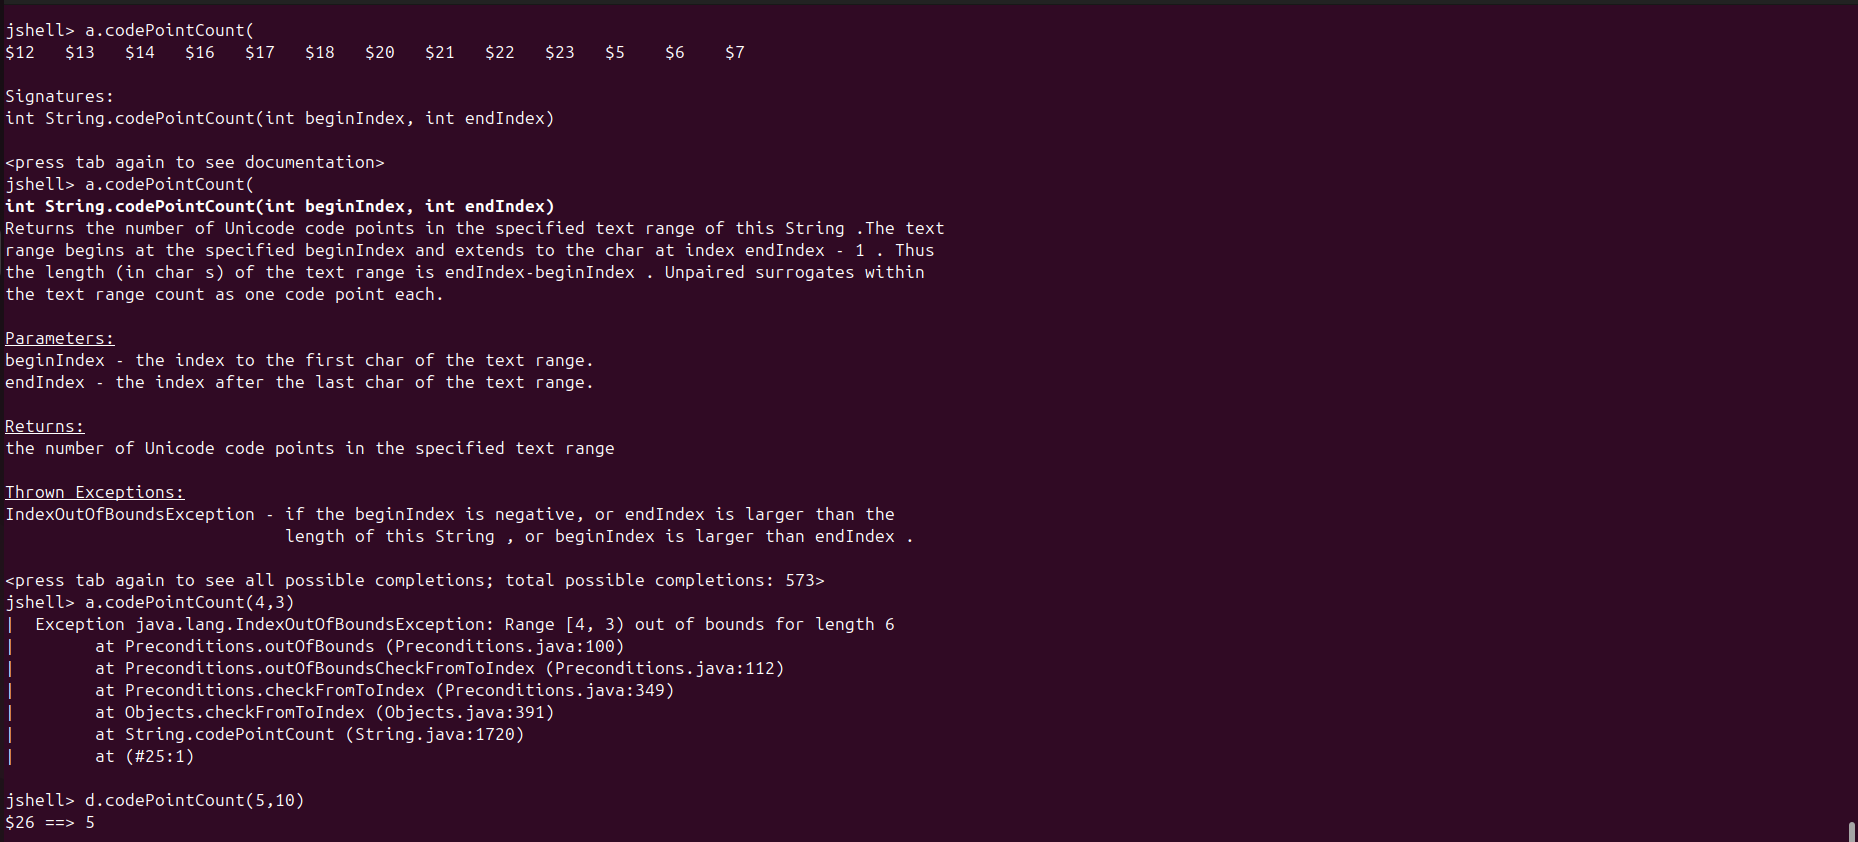 jshell> a.codePointCount(
$12   $13   $14   $16   $17   $18   $20   $21   $22   $23   $5    $6    $7
Signatures:
int String.codePointCount(int beginIndex, int endIndex)
<press tab again to see documentation>
jshell> a.codePointCount(
int String.codePointCount(int beginIndex, int endIndex)
Returns the number of Unicode code points in the specified text range of this String .The text
range begins at the specified beginIndex and extends to the char at index endIndex - 1 . Thus
the length (in char s) of the text range is endIndex-beginIndex . Unpaired surrogates within
the text range count as one code point each.
Parameters:
beginIndex - the index to the first char of the text range.
endIndex - the index after the last char of the text range.
Returns:
the number of Unicode code points in the specified text range
Thrown Exceptions:
IndexOutOfBoundsException - if the beginIndex is negative, or endIndex is larger than the
                            length of this String , or beginIndex is larger than endIndex .
<press tab again to see all possible completions; total possible completions: 573>
jshell> a.codePointCount(4,3)
|  Exception java.lang.IndexOutOfBoundsException: Range [4, 3) out of bounds for length 6
|        at Preconditions.outOfBounds (Preconditions.java:100)
|        at Preconditions.outOfBoundsCheckFromToIndex (Preconditions.java:112)
|        at Preconditions.checkFromToIndex (Preconditions.java:349)
|        at Objects.checkFromToIndex (Objects.java:391)
|        at String.codePointCount (String.java:1720)
|        at (#25:1)
jshell> d.codePointCount(5,10)
$26 ==> 5